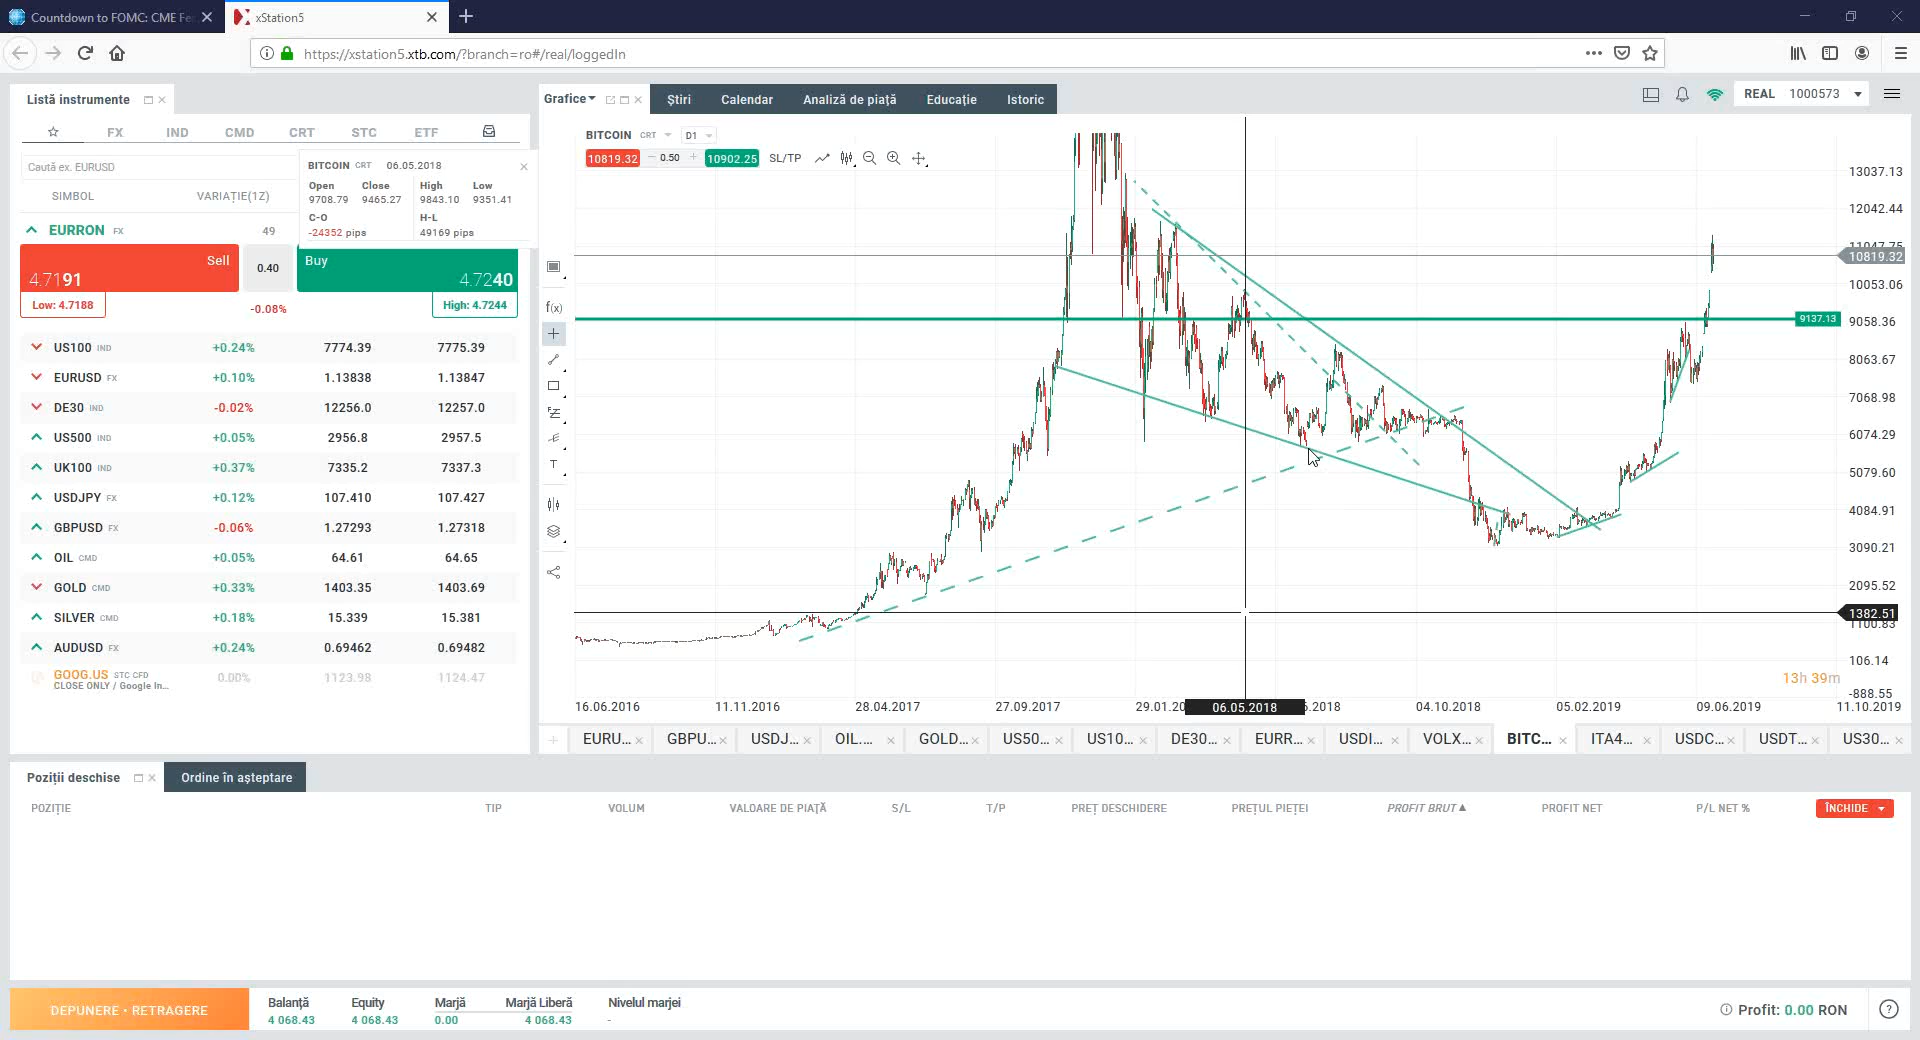 Countdown to FOMC: CME Fe
xStation5
https://xstation5.xtb.com/?branch=ro#/real/loggedIn
Listă instrumente
Grafice
Știri
Calendar
Analiză de piață
Educație
Istoric
REAL 1000573
FX
IND
CMD
CRT
STC
ETF
Caută ex. EURUSD
SIMBOL
VARIAȚIE(1Z)
BITCOIN CRT 06.05.2018
Open Close High Low
9708.79 9465.27 9843.10 9351.41
C-O H-L
-24352 pips 49169 pips
EURRON FX 49
Sell
4.7191
0.40
Buy
4.7240
Low: 4.7188
-0.08%
High: 4.7244
US100 IND +0.24% 7774.39 7775.39
EURUSD FX +0.10% 1.13838 1.13847
DE30 IND -0.02% 12256.0 12257.0
US500 IND +0.05% 2956.8 2957.5
UK100 IND +0.37% 7335.2 7337.3
USDJPY FX +0.12% 107.410 107.427
GBPUSD FX -0.06% 1.27293 1.27318
OIL CMD +0.05% 64.61 64.65
GOLD CMD +0.33% 1403.35 1403.69
SILVER CMD +0.18% 15.339 15.381
AUDUSD FX +0.24% 0.69462 0.69482
GOOG.US STC CFD 0.00% 1123.98 1124.47
CLOSE ONLY / Google In...
BITCOIN CRT D1
10819.32 0.50 10902.25 SL/TP
f(x)
T
13037.13
12042.44
11047.75
10819.32
10053.06
9137.13
9058.36
8063.67
7068.98
6074.29
5079.60
4084.91
3090.21
2095.52
1382.51
1100.83
106.14
-888.55
13h 39m
16.06.2016 11.11.2016 28.04.2017 27.09.2017 29.01.20 06.05.2018 .2018 04.10.2018 05.02.2019 09.06.2019 11.10.2019
EURU... GBPU... USDJ... OIL.... GOLD... US50... US10... DE30... EURR... USDI... VOLX... BITC... ITA4... USDC... USDT... US30...
Poziții deschise
Ordine în așteptare
POZIȚIE TIP VOLUM VALOARE DE PIAȚĂ S/L T/P PREȚ DESCHIDERE PREȚUL PIEȚEI PROFIT BRUT PROFIT NET P/L NET % ÎNCHIDE
DEPUNERE • RETRAGERE
Balanță Equity Marjă Marjă Liberă Nivelul marjei
4 068.43 4 068.43 0.00 4 068.43 -
Profit: 0.00 RON
?